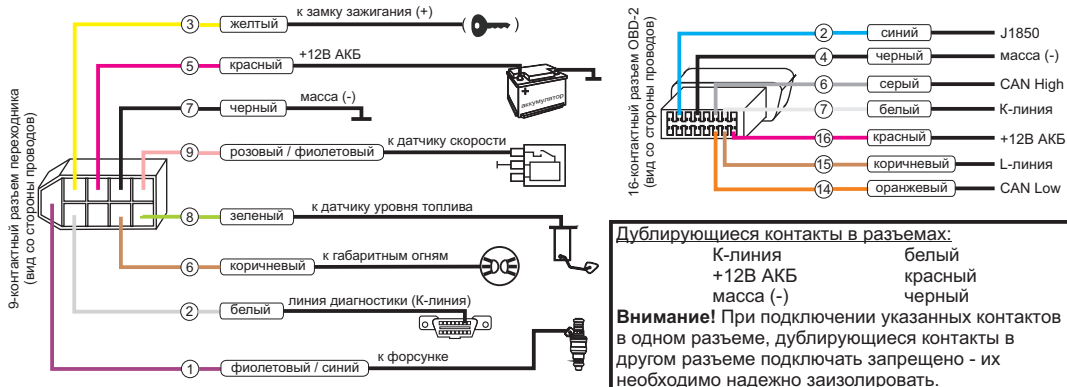 9-контактный разъем переходника
(вид со стороны проводов)
3 желтый к замку зажигания (+)
5 красный +12В АКБ
аккумулятор
7 черный масса (-)
9 розовый / фиолетовый к датчику скорости
8 зеленый к датчику уровня топлива
6 коричневый к габаритным огням
2 белый линия диагностики (К-линия)
1 фиолетовый / синий к форсунке
16-контактный разъем OBD-2
(вид со стороны проводов)
2 синий J1850
4 черный масса (-)
6 серый CAN High
7 белый К-линия
16 красный +12В АКБ
15 коричневый L-линия
14 оранжевый CAN Low
Дублирующиеся контакты в разъемах:
К-линия белый
+12В АКБ красный
масса (-) черный
Внимание! При подключении указанных контактов
в одном разъеме, дублирующиеся контакты в
другом разъеме подключать запрещено - их
необходимо надежно заизолировать.